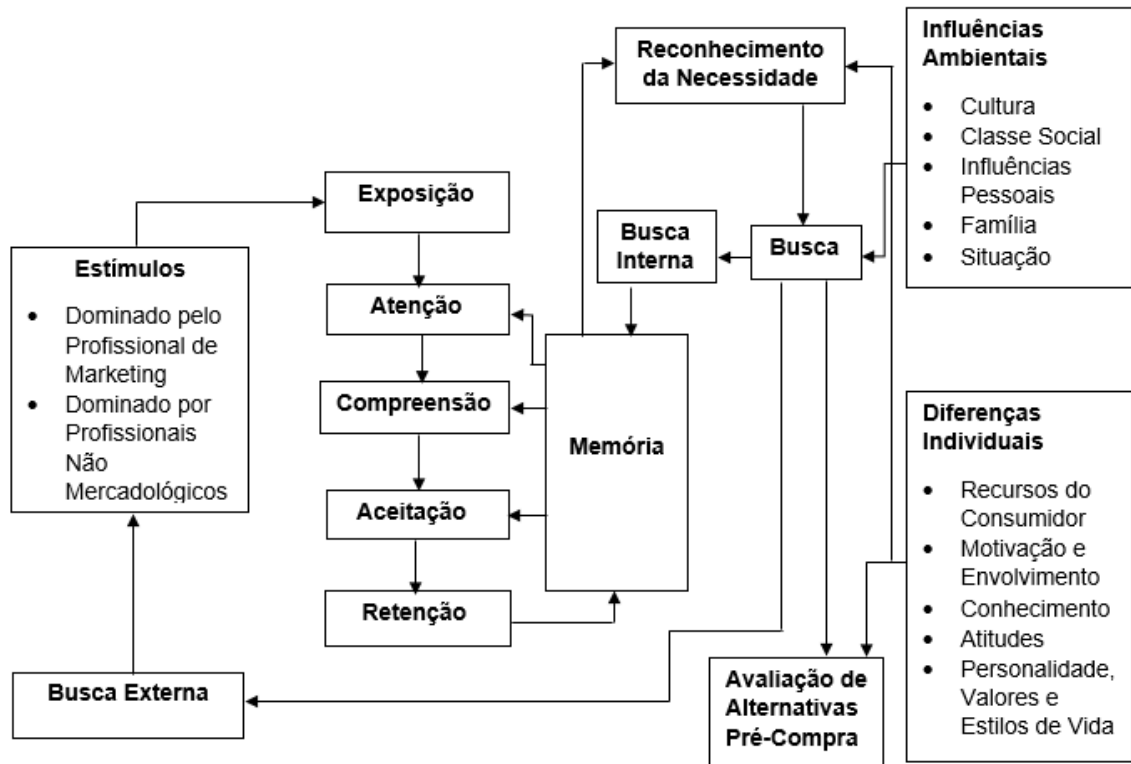 Reconhecimento
da Necessidade
Influências
Ambientais
• Cultura
• Classe Social
• Influências
Pessoais
• Família
• Situação
Exposição
Busca
Interna
Busca
Estímulos
• Dominado pelo
Profissional de
Marketing
• Dominado por
Profissionais
Não
Mercadológicos
Atenção
Compreensão
Memória
Aceitação
Retenção
Diferenças
Individuais
• Recursos do
Consumidor
• Motivação e
Envolvimento
• Conhecimento
• Atitudes
• Personalidade,
Valores e
Estilos de Vida
Busca Externa
Avaliação de
Alternativas
Pré-Compra